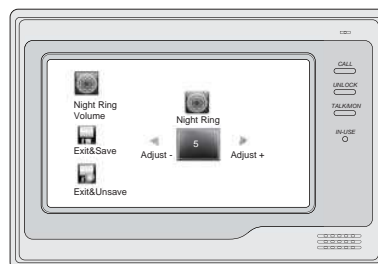 CALL
UNLOCK
TALK/MON
IN-USE
Night Ring
Volume
Night Ring
Exit&Save
Adjust -
5
Adjust +
Exit&Unsave